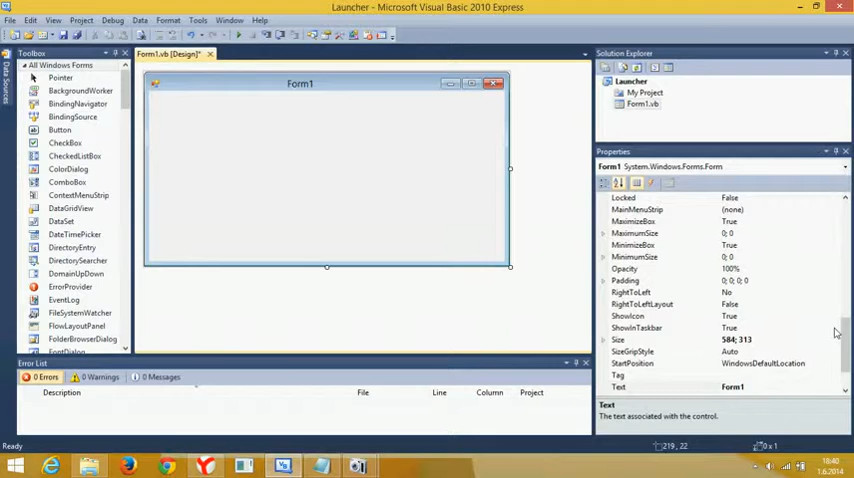 Launcher - Microsoft Visual Basic 2010 Express
File Edit View Project Debug Data Format Tools Window Help
Toolbox
Form1.vb [Design]*
Solution Explorer
Data Sources
All Windows Forms
Pointer
BackgroundWorker
BindingNavigator
BindingSource
Button
CheckBox
CheckedListBox
ColorDialog
ComboBox
ContextMenuStrip
DataGridView
DataSet
DateTimePicker
DirectoryEntry
DirectorySearcher
DomainUpDown
ErrorProvider
EventLog
FileSystemWatcher
FlowLayoutPanel
FolderBrowserDialog
FontDialog
Form1
Launcher
My Project
Form1.vb
Properties
Form1 System.Windows.Forms.Form
Locked False
MainMenuStrip (none)
MaximizeBox True
MaximumSize 0; 0
MinimizeBox True
MinimumSize 0; 0
Opacity 100%
Padding 0; 0; 0; 0
RightToLeft No
RightToLeftLayout False
ShowIcon True
ShowInTaskbar True
Size 584; 313
SizeGripStyle Auto
StartPosition WindowsDefaultLocation
Tag
Text Form1
Text
The text associated with the control.
Error List
0 Errors 0 Warnings 0 Messages
Description File Line Column Project
Ready 219, 22 0 x 1
18:40
1.6.2014